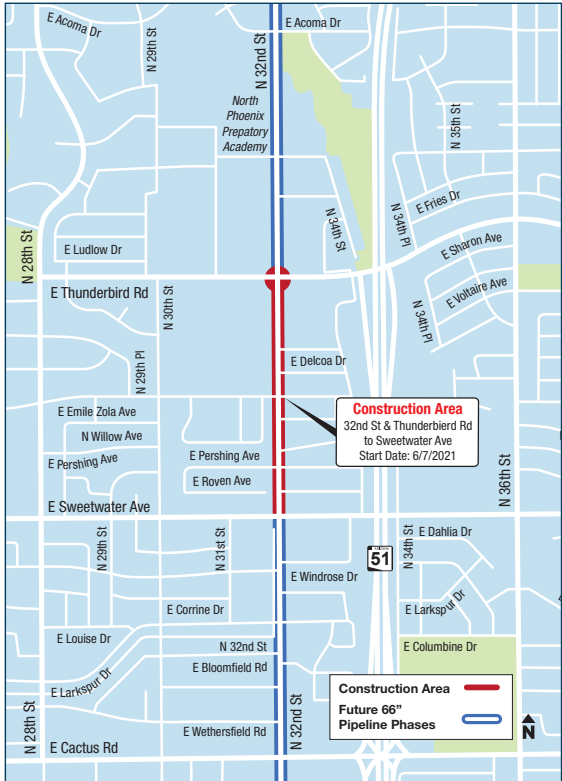 E Acoma Dr
N 29th St
N 32nd St
E Acoma Dr
North
Phoenix
Prepatory
Academy
N 35th St
N 34th St
N 34th Pl
E Fries Dr
N 28th St
E Ludlow Dr
E Sharon Ave
E Thunderbird Rd
N 30th St
E Voltaire Ave
N 34th Pl
N 29th Pl
E Delcoa Dr
Construction Area
32nd St & Thunderbierd Rd
to Sweetwater Ave
Start Date: 6/7/2021
E Emile Zola Ave
N Willow Ave
E Pershing Ave
E Pershing Ave
E Roven Ave
N 36th St
E Sweetwater Ave
N 29th St
N 31st St
51
N 34th St
E Dahlia Dr
E Windrose Dr
E Corrine Dr
E Larkspur Dr
E Louise Dr
N 32nd St
E Columbine Dr
E Bloomfield Rd
E Larkspur Dr
N 28th St
N 32nd St
E Wethersfield Rd
E Cactus Rd
Construction Area
Future 66”
Pipeline Phases
N